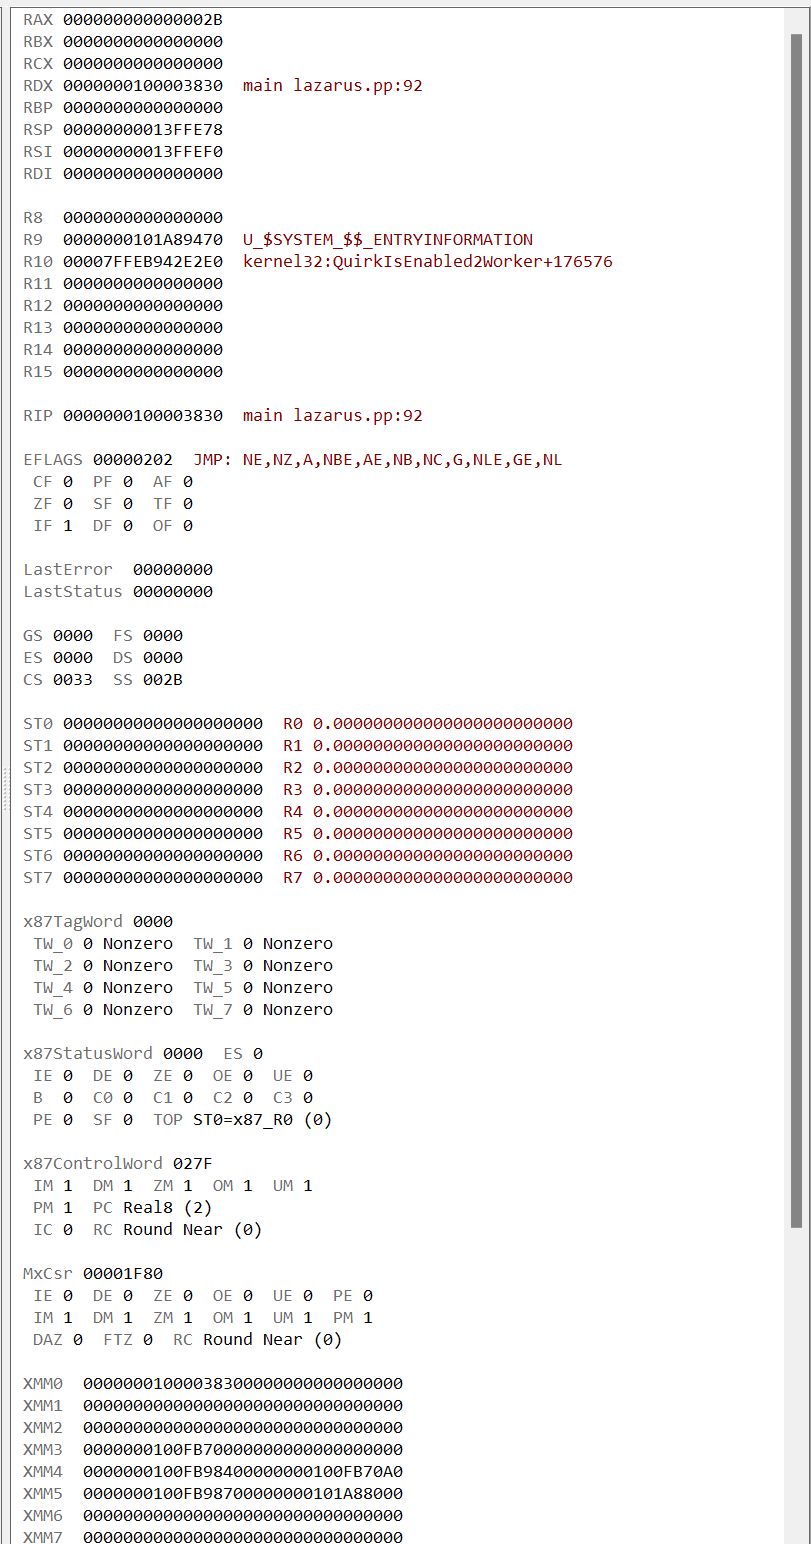 RAX 000000000000002B
RBX 0000000000000000
RCX 0000000000000000
RDX 0000000100003830 main lazarus.pp:92
RBP 0000000000000000
RSP 00000000013FFE78
RSI 00000000013FFEF0
RDI 0000000000000000
R8 0000000000000000
R9 0000000101A89470 U_$SYSTEM_$$_ENTRYINFORMATION
R10 00007FFEB942E2E0 kernel32:QuirkIsEnabled2Worker+176576
R11 0000000000000000
R12 0000000000000000
R13 0000000000000000
R14 0000000000000000
R15 0000000000000000
RIP 0000000100003830 main lazarus.pp:92
EFLAGS 00000202 JMP: NE,NZ,A,NBE,AE,NB,NC,G,NLE,GE,NL
CF 0 PF 0 AF 0
ZF 0 SF 0 TF 0
IF 1 DF 0 OF 0
LastError 00000000
LastStatus 00000000
GS 0000 FS 0000
ES 0000 DS 0000
CS 0033 SS 002B
ST0 00000000000000000000 R0 0.000000000000000000000000
ST1 00000000000000000000 R1 0.000000000000000000000000
ST2 00000000000000000000 R2 0.000000000000000000000000
ST3 00000000000000000000 R3 0.000000000000000000000000
ST4 00000000000000000000 R4 0.000000000000000000000000
ST5 00000000000000000000 R5 0.000000000000000000000000
ST6 00000000000000000000 R6 0.000000000000000000000000
ST7 00000000000000000000 R7 0.000000000000000000000000
x87TagWord 0000
TW_0 0 Nonzero TW_1 0 Nonzero
TW_2 0 Nonzero TW_3 0 Nonzero
TW_4 0 Nonzero TW_5 0 Nonzero
TW_6 0 Nonzero TW_7 0 Nonzero
x87StatusWord 0000 ES 0
IE 0 DE 0 ZE 0 OE 0 UE 0
B 0 C0 0 C1 0 C2 0 C3 0
PE 0 SF 0 TOP ST0=x87_R0 (0)
x87ControlWord 027F
IM 1 DM 1 ZM 1 OM 1 UM 1
PM 1 PC Real8 (2)
IC 0 RC Round Near (0)
MxCsr 00001F80
IE 0 DE 0 ZE 0 OE 0 UE 0 PE 0
IM 1 DM 1 ZM 1 OM 1 UM 1 PM 1
DAZ 0 FTZ 0 RC Round Near (0)
XMM0 00000001000038300000000000000000
XMM1 00000000000000000000000000000000
XMM2 00000000000000000000000000000000
XMM3 0000000100FB70000000000000000000
XMM4 0000000100FB98400000000100FB70A0
XMM5 0000000100FB98700000000101A88000
XMM6 00000000000000000000000000000000
XMM7 00000000000000000000000000000000